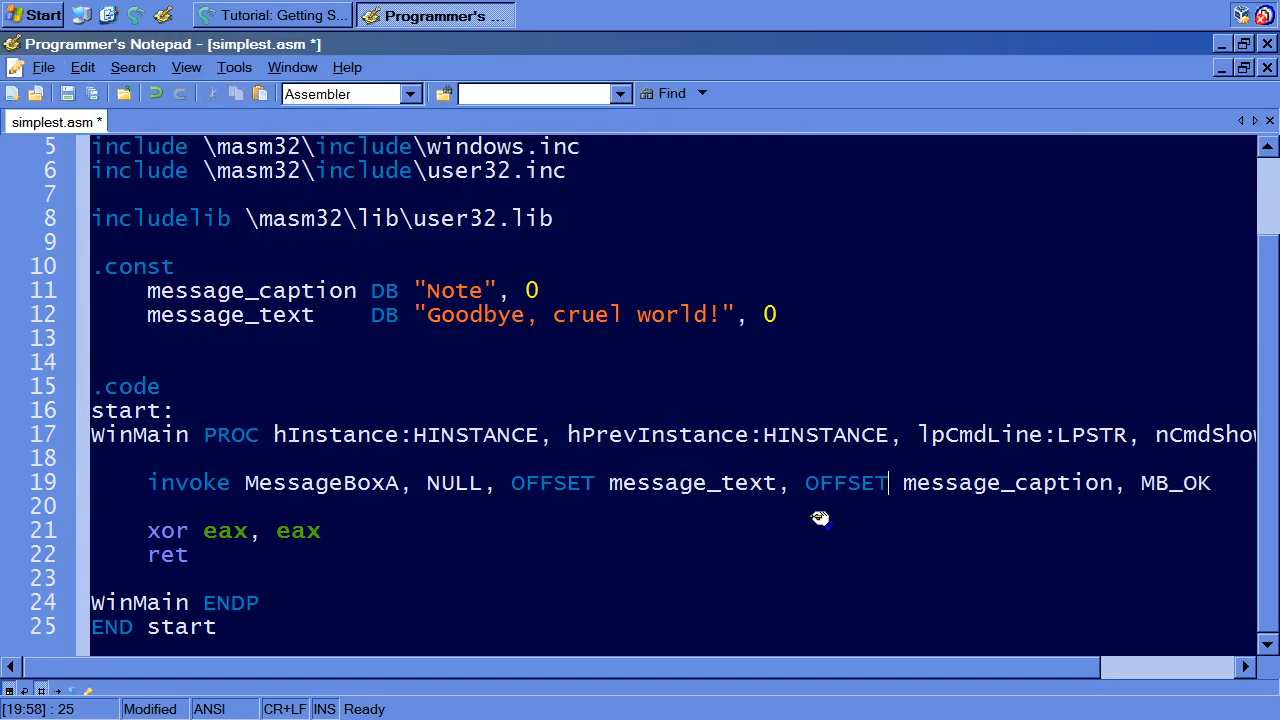 Start Tutorial: Getting S... Programmer's ...
Programmer's Notepad - [simplest.asm *]
File Edit Search View Tools Window Help
Assembler Find
simplest.asm *
5 include \masm32\include\windows.inc
6 include \masm32\include\user32.inc
7
8 includelib \masm32\lib\user32.lib
9
10 .const
11 message_caption DB "Note", 0
12 message_text DB "Goodbye, cruel world!", 0
13
14
15 .code
16 start:
17 WinMain PROC hInstance:HINSTANCE, hPrevInstance:HINSTANCE, lpCmdLine:LPSTR, nCmdShow
18
19 invoke MessageBoxA, NULL, OFFSET message_text, OFFSET message_caption, MB_OK
20
21 xor eax, eax
22 ret
23
24 WinMain ENDP
25 END start
[19:58] : 25 Modified ANSI CR+LF INS Ready